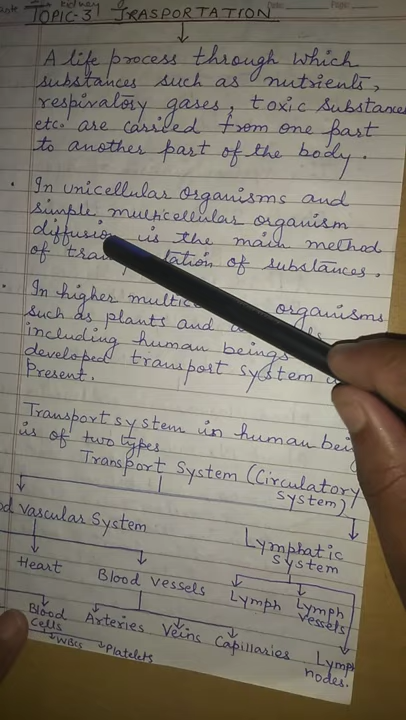 TOPIC-3 TRASPORTATION
A life process through which
substances such as nutrients,
respiratory gases, toxic substances
etc. are carried from one part
to another part of the body.
In unicellular organisms and
simple multicellular organism
diffusion is the main method
of substances.
In higher organisms
such as plants and
including human beings
developed transport system
Present.
Transport system in human
is of two types
Transport System (Circulatory
System)
Vascular System
Lymphatic
System
Heart
Blood Vessels
Lymph
Lymph
Vessels
Lymph
nodes.
Blood
Cells
Arteries
Veins
Capillaries
WBCs
Platelets